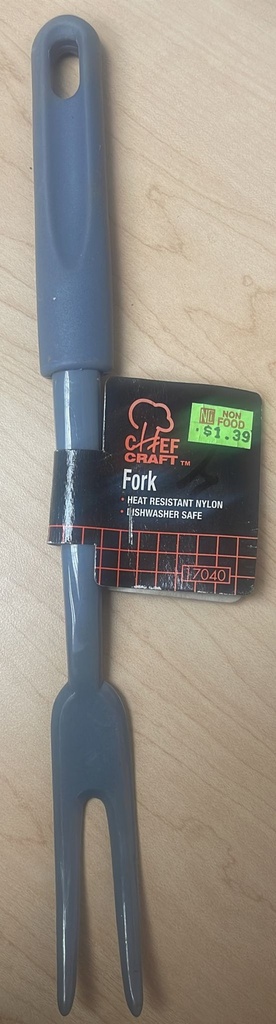 NON
FOOD
$1.39
CHEF
CRAFT™
Fork
• HEAT RESISTANT NYLON
• DISHWASHER SAFE
17040